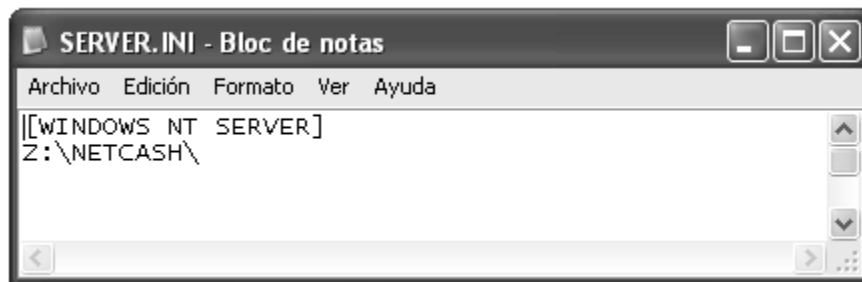 SERVER.INI - Bloc de notas
Archivo Edición Formato Ver Ayuda
[WINDOWS NT SERVER]
Z:\NETCASH\